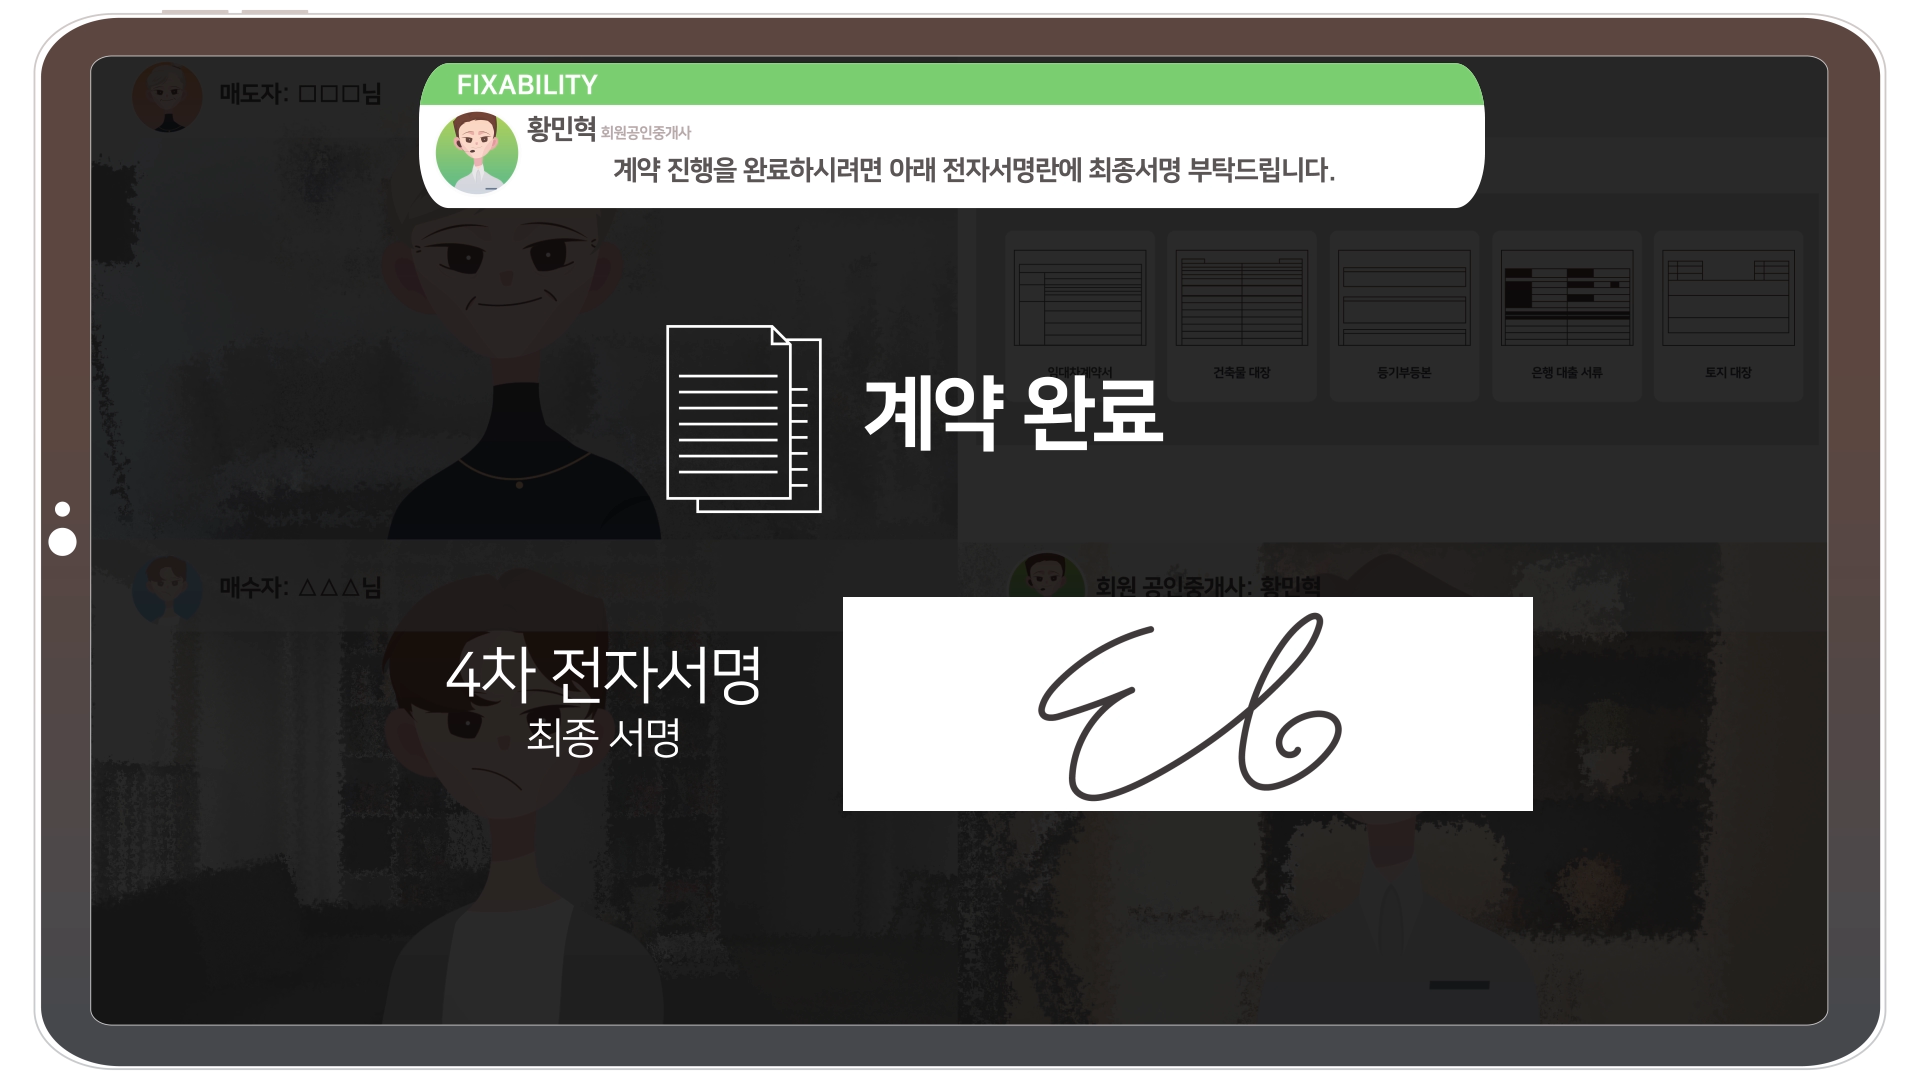 매도자: □□□님
FIXABILITY
황민혁 회원공인중개사
계약 진행을 완료하시려면 아래 전자서명란에 최종서명 부탁드립니다.
임대차계약서
건축물 대장
등기부등본
은행 대출 서류
토지 대장
계약 완료
매수자: △△△님
회원 공인중개사: 황민혁
4차 전자서명
최종 서명